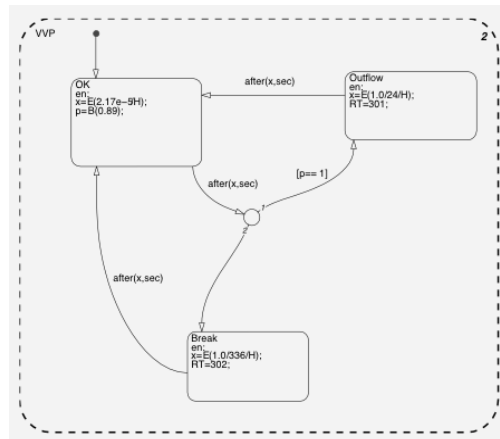 VVP
2
OK
en;
x=E(2.17e-5/H);
p=B(0.89);
after(x,sec)
Outflow
en;
x=E(1.0/24/H);
RT=301;
after(x,sec)
[p== 1]
1
2
after(x,sec)
Break
en;
x=E(1.0/336/H);
RT=302;